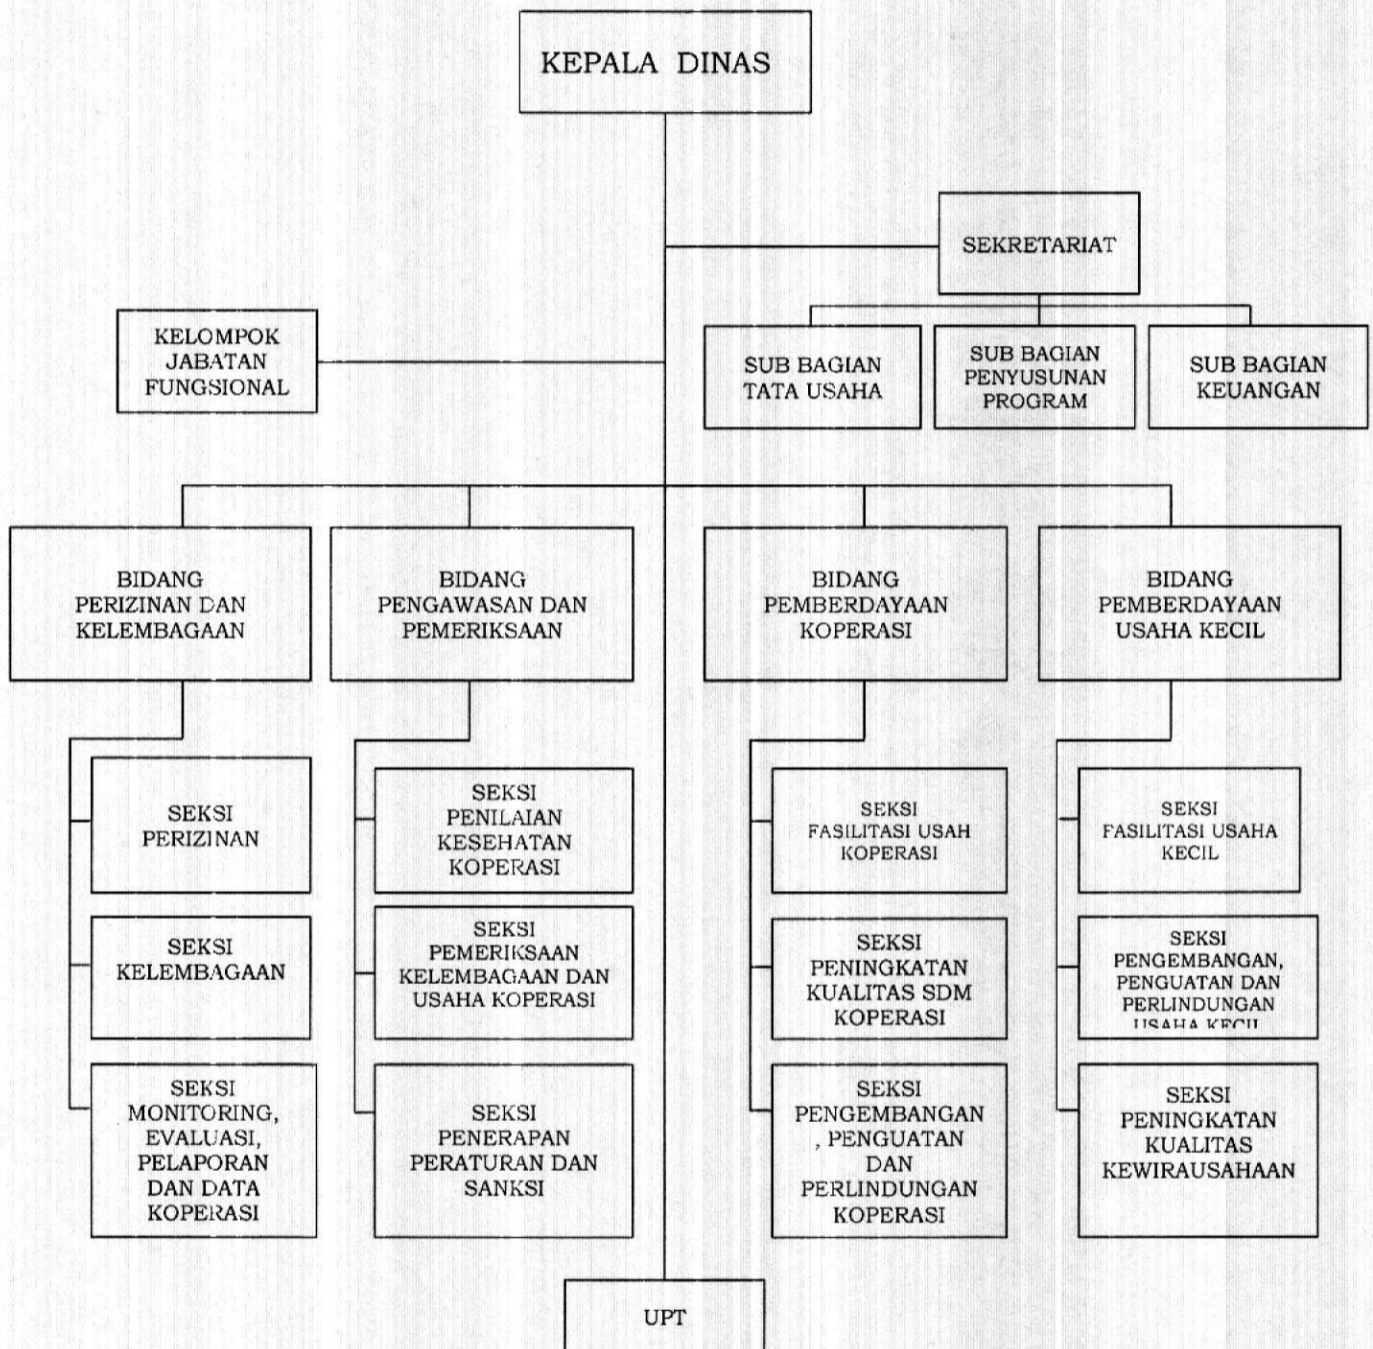 KEPALA DINAS
SEKRETARIAT
KELOMPOK
JABATAN
FUNGSIONAL
SUB BAGIAN
TATA USAHA
SUB BAGIAN
PENYUSUNAN
PROGRAM
SUB BAGIAN
KEUANGAN
BIDANG
PERIZINAN DAN
KELEMBAGAAN
BIDANG
PENGAWASAN DAN
PEMERIKSAAN
BIDANG
PEMBERDAYAAN
KOPERASI
BIDANG
PEMBERDAYAAN
USAHA KECIL
SEKSI
PERIZINAN
SEKSI
KELEMBAGAAN
SEKSI
MONITORING,
EVALUASI,
PELAPORAN
DAN DATA
KOPERASI
SEKSI
PENILAIAN
KESEHATAN
KOPERASI
SEKSI
PEMERIKSAAN
KELEMBAGAAN DAN
USAHA KOPERASI
SEKSI
PENERAPAN
PERATURAN DAN
SANKSI
SEKSI
FASILITASI USAH
KOPERASI
SEKSI
PENINGKATAN
KUALITAS SDM
KOPERASI
SEKSI
PENGEMBANGAN
, PENGUATAN
DAN
PERLINDUNGAN
KOPERASI
SEKSI
FASILITASI USAHA
KECIL
SEKSI
PENGEMBANGAN,
PENGUATAN DAN
PERLINDUNGAN
USAHA KECIL
SEKSI
PENINGKATAN
KUALITAS
KEWIRAUSAHAAN
UPT